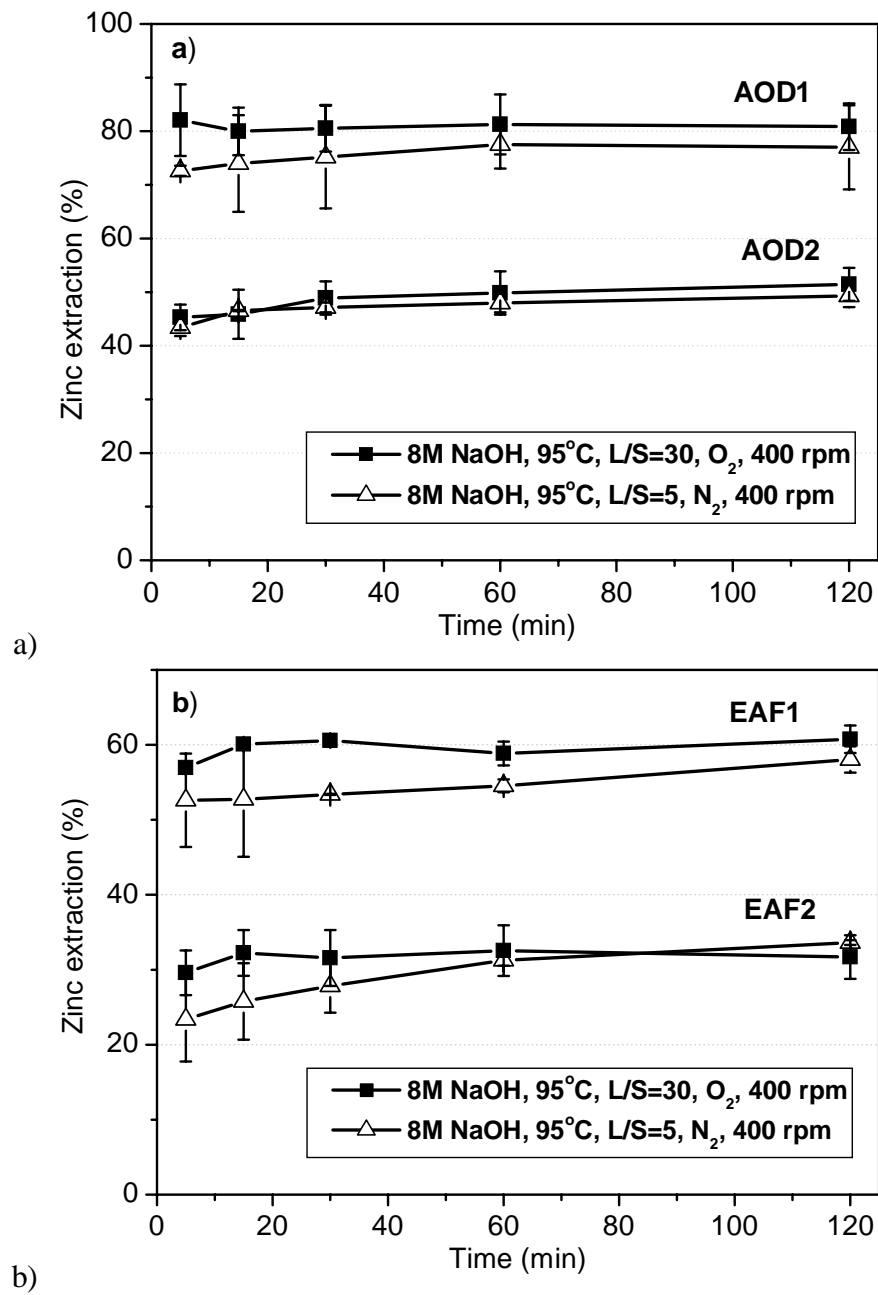 100
a)
AOD1
80
60
AOD2
40
20
0
Zinc extraction (%)
8M NaOH, 95°C, L/S=30, O₂, 400 rpm
8M NaOH, 95°C, L/S=5, N₂, 400 rpm
0 20 40 60 80 100 120
Time (min)
a)
b)
EAF1
60
40
EAF2
20
0
Zinc extraction (%)
8M NaOH, 95°C, L/S=30, O₂, 400 rpm
8M NaOH, 95°C, L/S=5, N₂, 400 rpm
0 20 40 60 80 100 120
Time (min)
b)